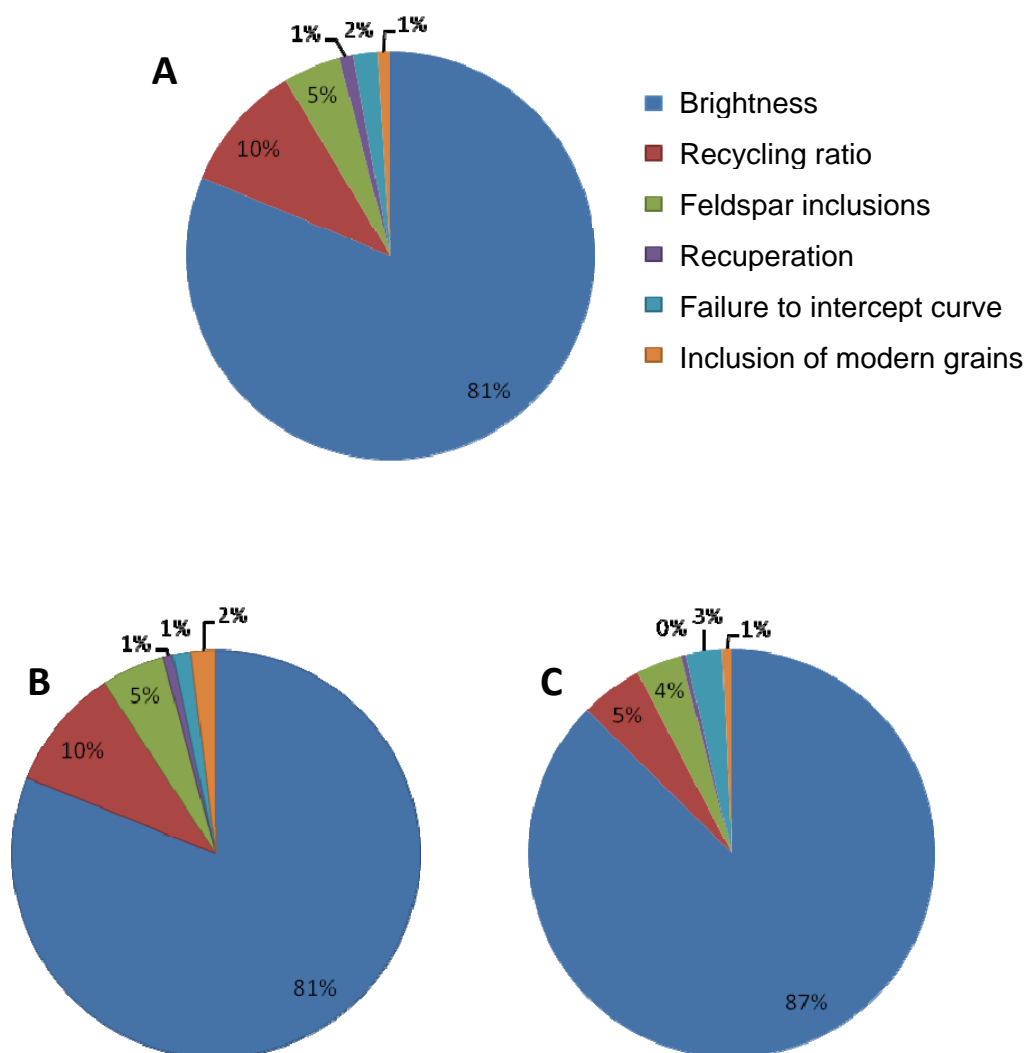 1% 2% 1%
A
5%
10%
81%
Brightness
Recycling ratio
Feldspar inclusions
Recuperation
Failure to intercept curve
Inclusion of modern grains
B
1% 1% 2%
5%
10%
81%
C
0% 3% 1%
4%
5%
87%